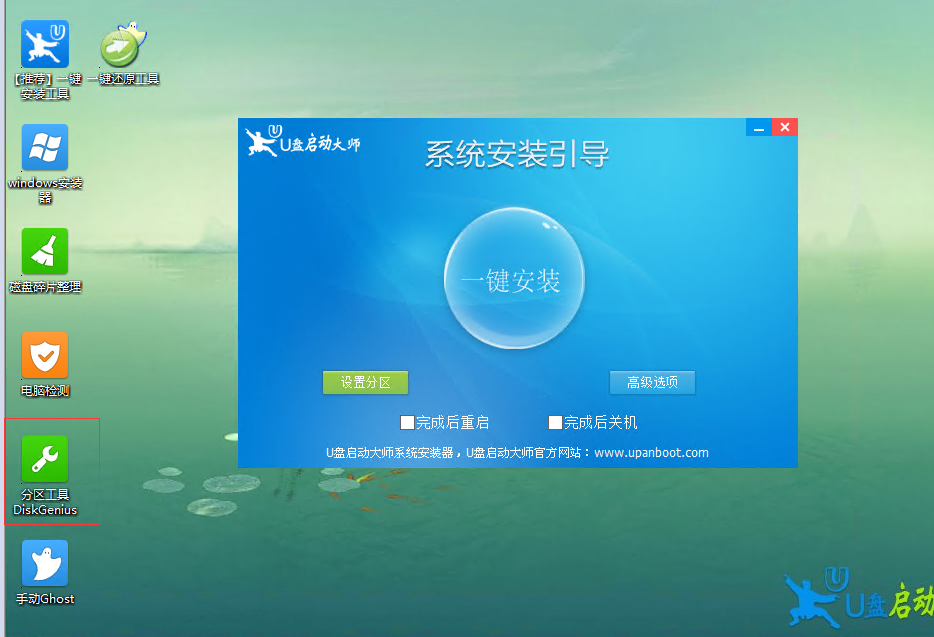 【推荐】一键
安装工具
一键还原工具
windows安装
器
磁盘碎片整理
电脑检测
分区工具
DiskGenius
手动Ghost
U盘启动大师
系统安装引导
一键安装
设置分区
高级选项
完成后重启
完成后关机
U盘启动大师系统安装器，U盘启动大师官方网站：www.upanboot.com
U盘启动